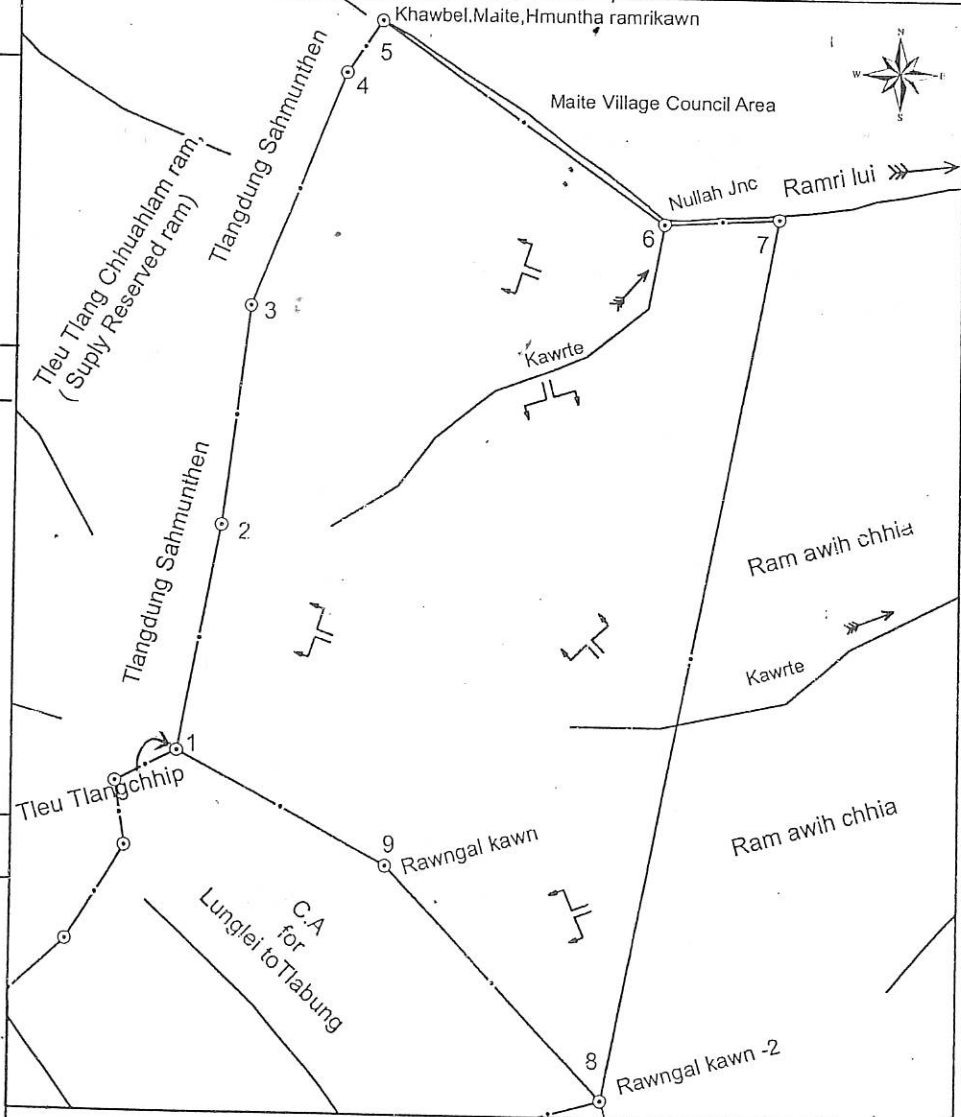 Khawbel,Maite,Hmuntha ramrikawn
5
N
W
E
S
4
Maite Village Council Area
Tlangdung Sahmunthen
Tleu Tlang Chhuahlam ram,
(Suply Reserved ram)
Nullah Jnc
Ramri lui
6
7
3
Kawrte
Tlangdung Sahmunthen
2
Ram awih chhia
Kawrte
1
Tleu Tlangchhip
9
Rawngal kawn
Ram awih chhia
C.A
for
Lunglei to Tlabung
8
Rawngal kawn -2